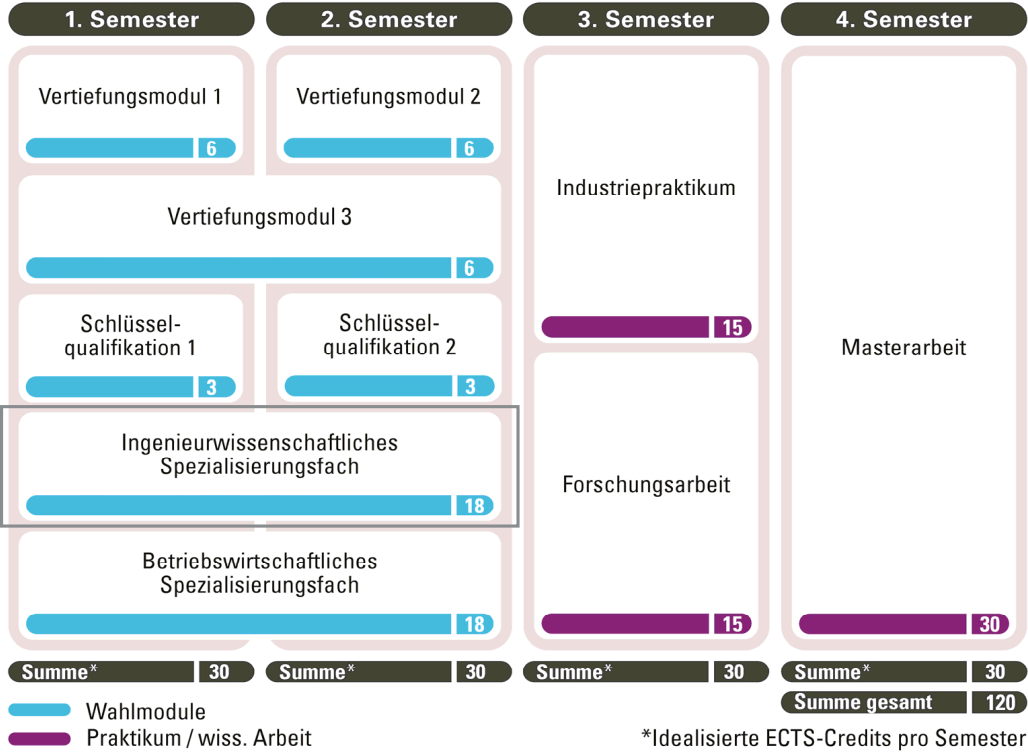 1. Semester
2. Semester
3. Semester
4. Semester
Vertiefungsmodul 1
6
Vertiefungsmodul 2
6
Vertiefungsmodul 3
6
Schlüssel-
qualifikation 1
3
Schlüssel-
qualifikation 2
3
Ingenieurwissenschaftliches
Spezialisierungsfach
18
Betriebswirtschaftliches
Spezialisierungsfach
18
Industriepraktikum
15
Forschungsarbeit
15
Masterarbeit
30
Summe* 30
Summe* 30
Summe* 30
Summe* 30
Summe gesamt 120
Wahlmodule
Praktikum / wiss. Arbeit
*Idealisierte ECTS-Credits pro Semester